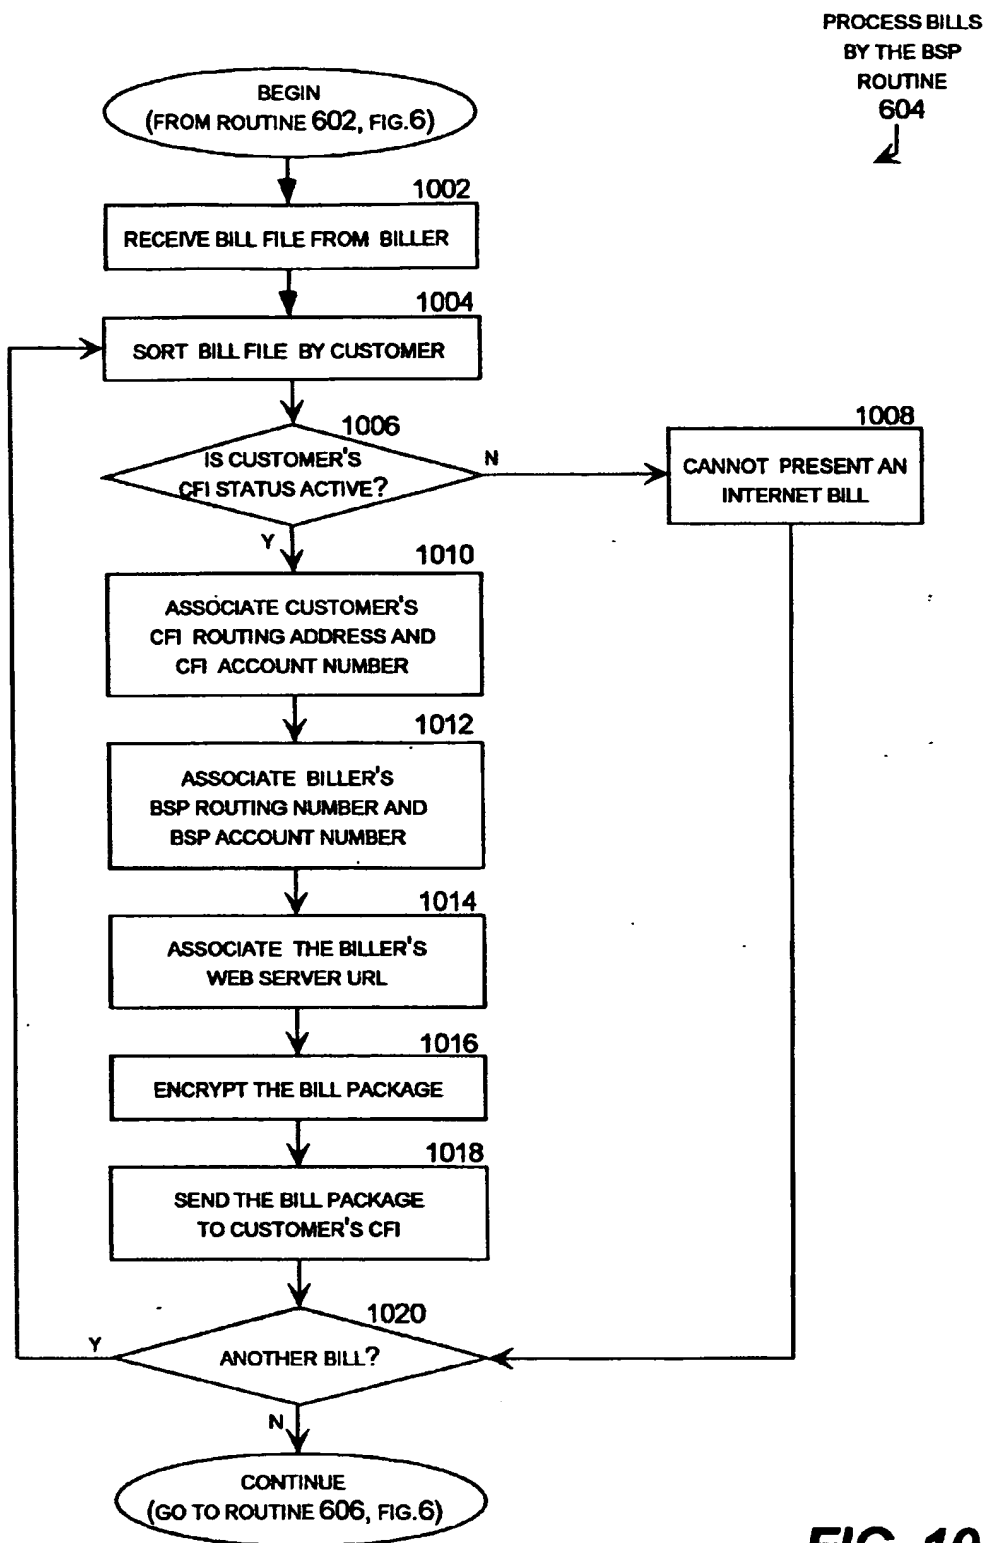 PROCESS BILLS
BY THE BSP
ROUTINE
604
BEGIN
(FROM ROUTINE 602, FIG.6)
1002
RECEIVE BILL FILE FROM BILLER
1004
SORT BILL FILE BY CUSTOMER
1006
IS CUSTOMER'S
CFI STATUS ACTIVE?
N
Y
1008
CANNOT PRESENT AN
INTERNET BILL
1010
ASSOCIATE CUSTOMER'S
CFI ROUTING ADDRESS AND
CFI ACCOUNT NUMBER
1012
ASSOCIATE BILLER'S
BSP ROUTING NUMBER AND
BSP ACCOUNT NUMBER
1014
ASSOCIATE THE BILLER'S
WEB SERVER URL
1016
ENCRYPT THE BILL PACKAGE
1018
SEND THE BILL PACKAGE
TO CUSTOMER'S CFI
1020
Y
ANOTHER BILL?
N
CONTINUE
(GO TO ROUTINE 606, FIG.6)
FIG. 10